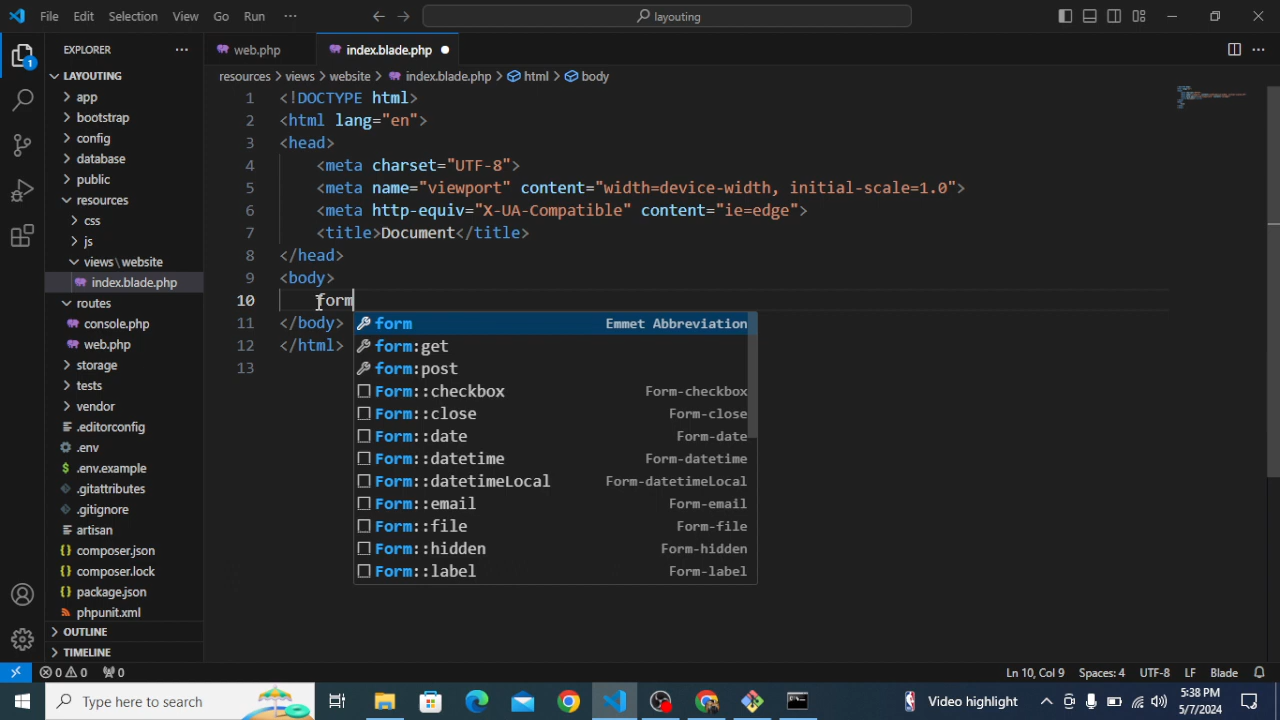 File Edit Selection View Go Run ··· layouting
EXPLORER ··· web.php index.blade.php
resources > views > website > index.blade.php > html > body
1
LAYOUTING
app
bootstrap
config
database
public
resources
css
js
views\website
index.blade.php
routes
console.php
web.php
storage
tests
vendor
.editorconfig
.env
.env.example
.gitattributes
.gitignore
artisan
composer.json
composer.lock
package.json
phpunit.xml
OUTLINE
TIMELINE
1 <!DOCTYPE html>
2 <html lang="en">
3 <head>
4 <meta charset="UTF-8">
5 <meta name="viewport" content="width=device-width, initial-scale=1.0">
6 <meta http-equiv="X-UA-Compatible" content="ie=edge">
7 <title>Document</title>
8 </head>
9 <body>
10 form
11 </body>
12 </html>
13
form Emmet Abbreviation
form:get
form:post
Form::checkbox Form-checkbox
Form::close Form-close
Form::date Form-date
Form::datetime Form-datetime
Form::datetimeLocal Form-datetimeLocal
Form::email Form-email
Form::file Form-file
Form::hidden Form-hidden
Form::label Form-label
0 0 0 Ln 10, Col 9 Spaces: 4 UTF-8 LF Blade
Type here to search Video highlight 5:38 PM
5/7/2024